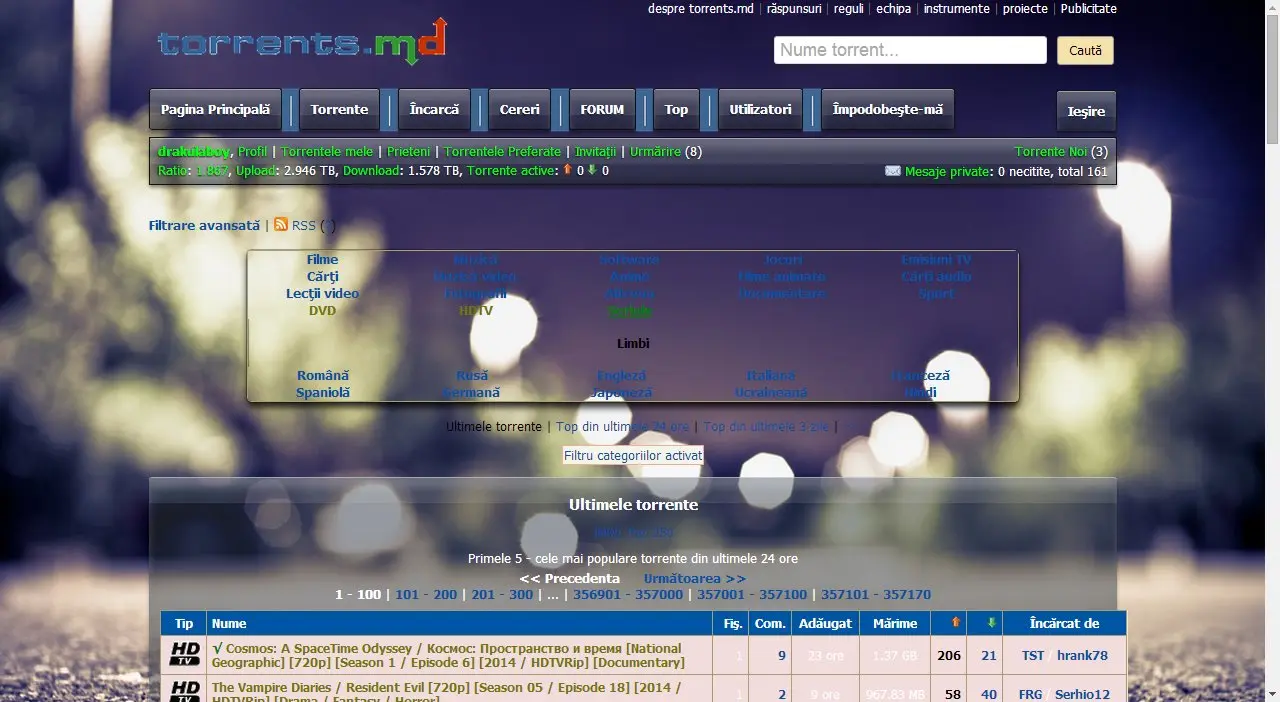 despre torrents.md | răspunsuri | reguli | echipa | instrumente | proiecte | Publicitate
torrents.md
Nume torrent...
Caută
Pagina Principală
Torrente
Încarcă
Cereri
FORUM
Top
Utilizatori
Împodobeşte-mă
Ieşire
drakulaboy, Profil | Torrentele mele | Prieteni | Torrentele Preferate | Invitaţii | Urmărire (8)
Torrente Noi (3)
Ratio: 1.867, Upload: 2.946 TB, Download: 1.578 TB, Torrente active: 0 0
Mesaje private: 0 necitite, total 161
Filtrare avansată | RSS ( )
Filme Muzică Software Jocuri Emisiuni TV
Cărţi Muzică video Anime Filme animate Cărţi audio
Lecţii video Fotografii Altceva Documentare Sport
DVD HDTV
Limbi
Română Rusă Engleză Italiană Franceză
Spaniolă Germană Japoneză Ucraineană Hindi
Ultimele torrente | Top din ultimele 24 ore | Top din ultimele 3 zile |
Filtru categoriilor activat
Ultimele torrente
Primele 5 - cele mai populare torrente din ultimele 24 ore
<< Precedenta Următoarea >>
1 - 100 | 101 - 200 | 201 - 300 | ... | 356901 - 357000 | 357001 - 357100 | 357101 - 357170
Tip Nume Fiş. Com. Adăugat Mărime Încărcat de
HD TV √ Cosmos: A SpaceTime Odyssey / Космос: Пространство и время [National
Geographic] [720p] [Season 1 / Episode 6] [2014 / HDTVRip] [Documentary]
1 9 23 ore 1.37 GB 206 21 TST / hrank78
HD TV The Vampire Diaries / Resident Evil [720p] [Season 05 / Episode 18] [2014 /
HDTVRip] [Drama / Fantasy / Horror]
1 2 9 ore 967.83 MB 58 40 FRG / Serhio12